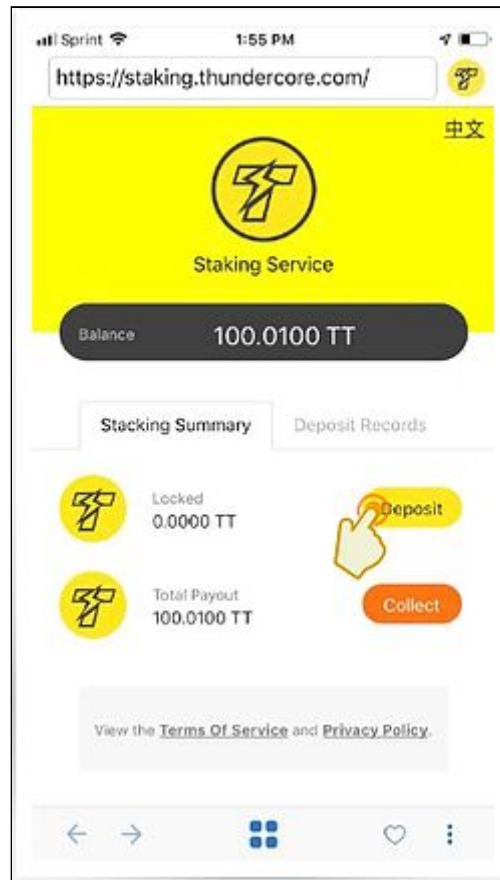 Sprint 1:55 PM
https://staking.thundercore.com/
中文
Staking Service
Balance 100.0100 TT
Stacking Summary Deposit Records
Locked
0.0000 TT
Deposit
Total Payout
100.0100 TT
Collect
View the Terms Of Service and Privacy Policy.